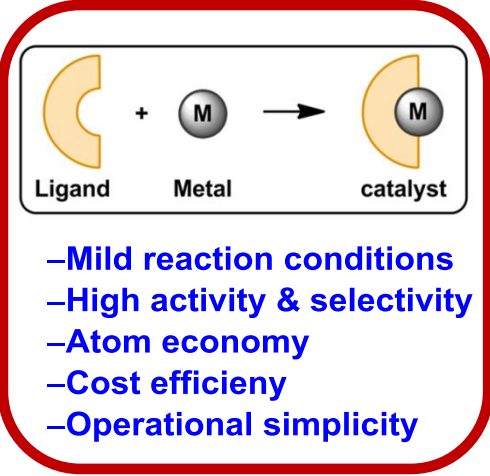 +
M
M
Ligand
Metal
catalyst
–Mild reaction conditions
–High activity & selectivity
–Atom economy
–Cost efficieny
–Operational simplicity